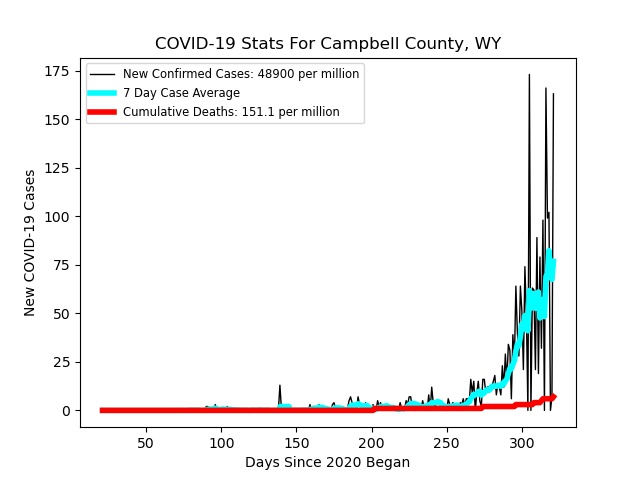 COVID-19 Stats For Campbell County, WY
New Confirmed Cases: 48900 per million
7 Day Case Average
Cumulative Deaths: 151.1 per million
175
150
125
100
75
50
25
0
New COVID-19 Cases
50 100 150 200 250 300
Days Since 2020 Began